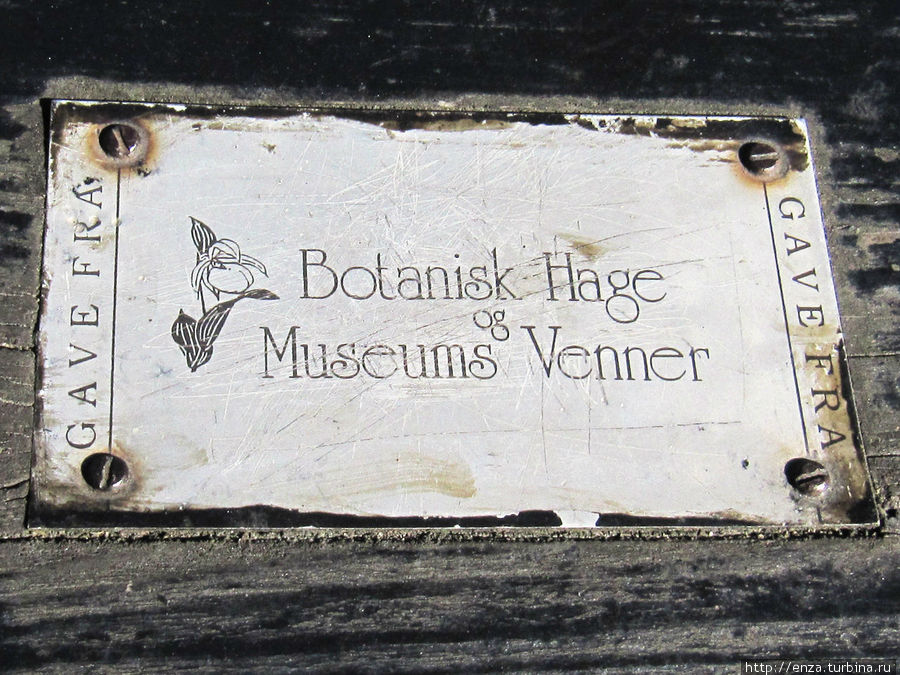 GAVE FRA
Botanisk Hage
og
Museums Venner
GAVE FRA
http://enza.turbina.ru